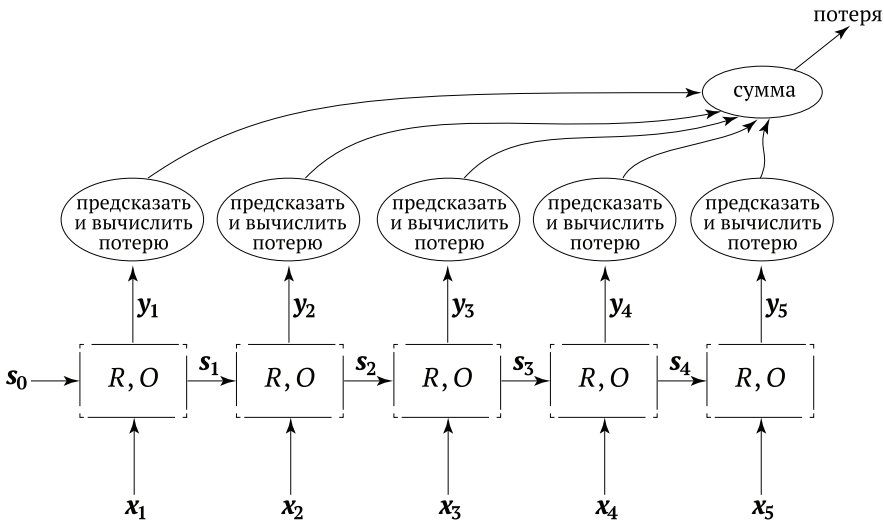 потеря
сумма
предсказать предсказать предсказать предсказать предсказать
и вычислить и вычислить и вычислить и вычислить и вычислить
потерю потерю потерю потерю потерю
y1 y2 y3 y4 y5
s0 s1 s2 s3 s4
R, O R, O R, O R, O R, O
x1 x2 x3 x4 x5